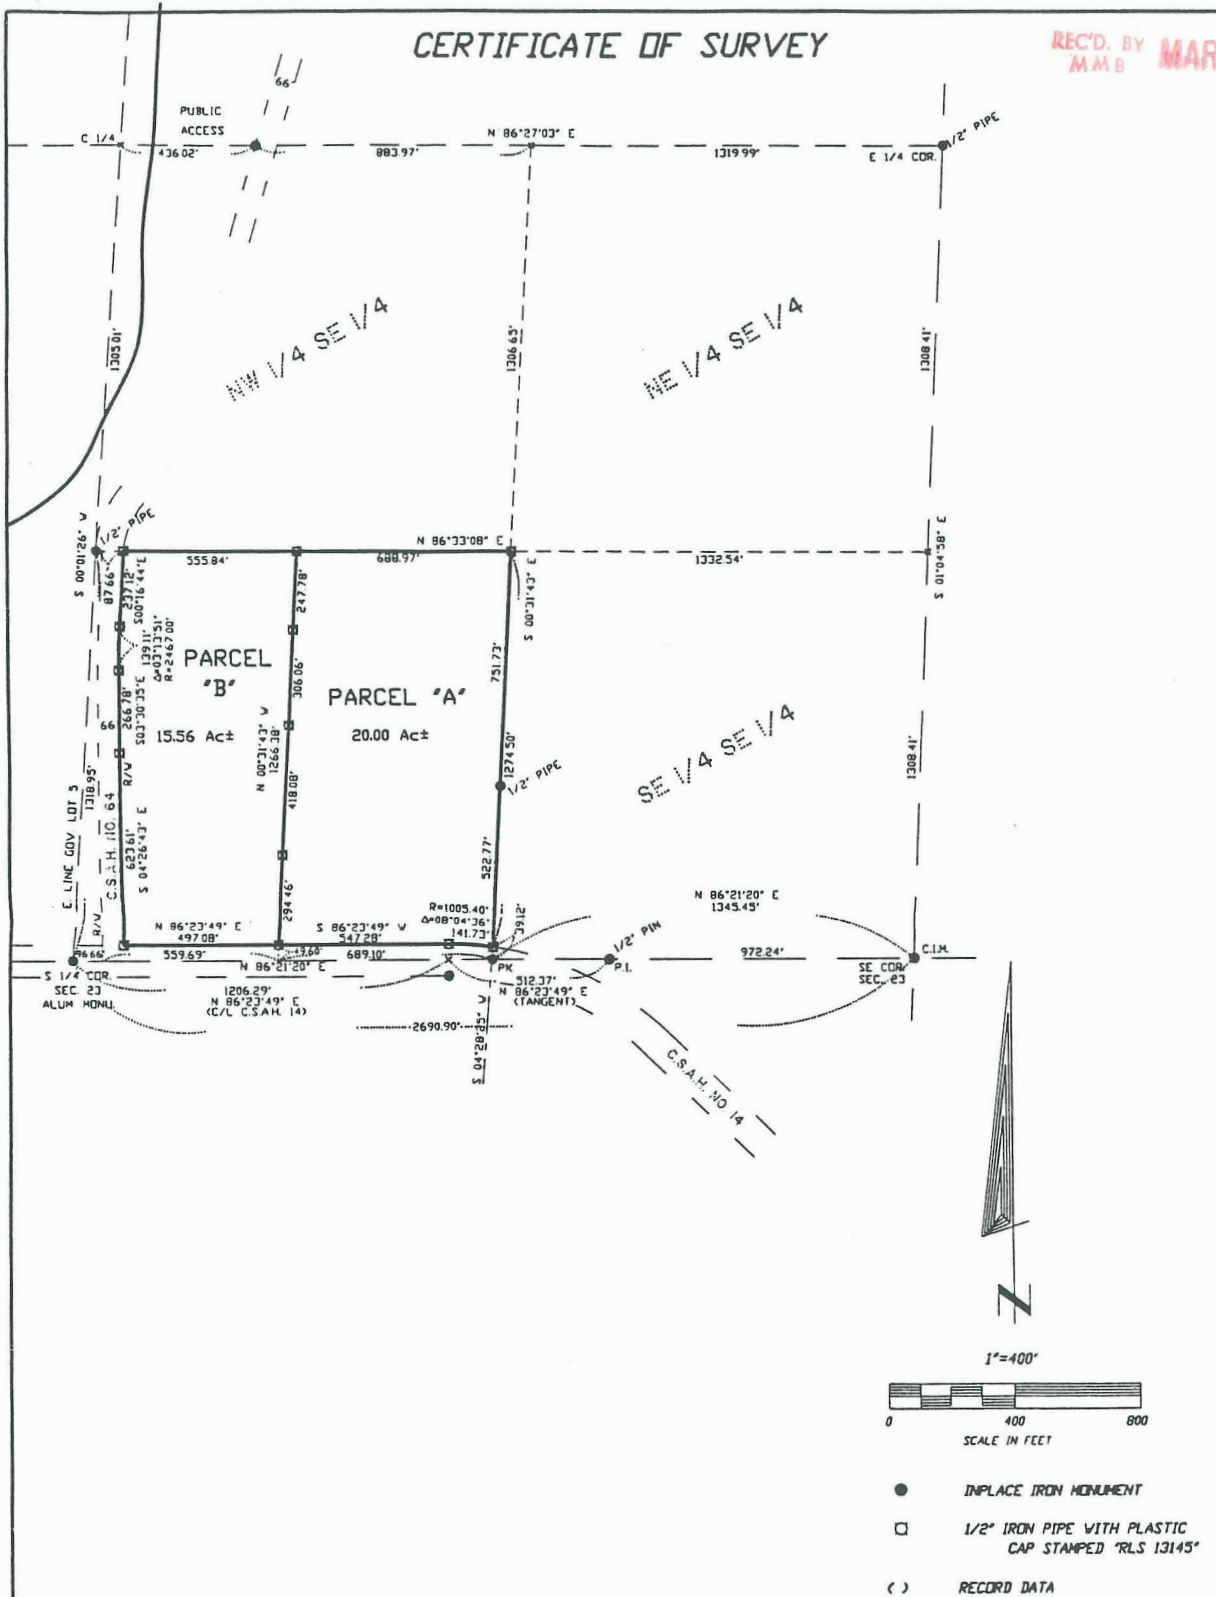 CERTIFICATE OF SURVEY
REC'D. BY MAR
MMB
66
PUBLIC
ACCESS
C 1/4
436.02'
883.97'
N 86°27'03" E
1319.99'
E 1/4 COR.
1/2" PIPE
1305.01'
NW 1/4 SE 1/4
1306.65'
NE 1/4 SE 1/4
1308.41'
S 00°01'26" W
1/2" PIPE
87.66'
555.84'
688.97'
N 86°33'08" E
1332.54'
S 01°04'58" E
237.12'
S00°16'44"E
139.11'
Δ=03°13'51"
R=2467.00'
266.78'
S03°30'35"E
66
R/W
PARCEL
"B"
15.56 Ac±
247.78'
306.06'
N 00°31'43" W
1266.38'
418.08'
294.46'
PARCEL "A"
20.00 Ac±
S 00°31'43" E
751.73'
1274.50'
1/2" PIPE
522.77'
SE 1/4 SE 1/4
1308.41'
E. LINE GOV. LOT 5
1318.95'
R/W
C.S.A.H. NO. 64
623.61'
S 04°26'43" E
N 86°23'49" E
497.08'
S 86°23'49" W
547.28'
R=1005.40'
Δ=08°04'36"
141.73'
39.12'
N 86°21'20" E
1345.45'
96.66'
559.69'
49.60'
689.10'
N 86°21'20" E
PK
1/2" PIN
P.I.
972.24'
C.I.M.
SE COR.
SEC. 23
S 1/4 COR.
SEC. 23
ALUM MONU.
1206.29'
N 86°23'49" E
(C/L C.S.A.H. 14)
512.37'
N 86°23'49" E
(TANGENT)
2690.90'
C.S.A.H. NO. 14
N
1"=400'
0 400 800
SCALE IN FEET
INPLACE IRON MONUMENT
1/2" IRON PIPE WITH PLASTIC
CAP STAMPED "RLS 13145"
( ) RECORD DATA